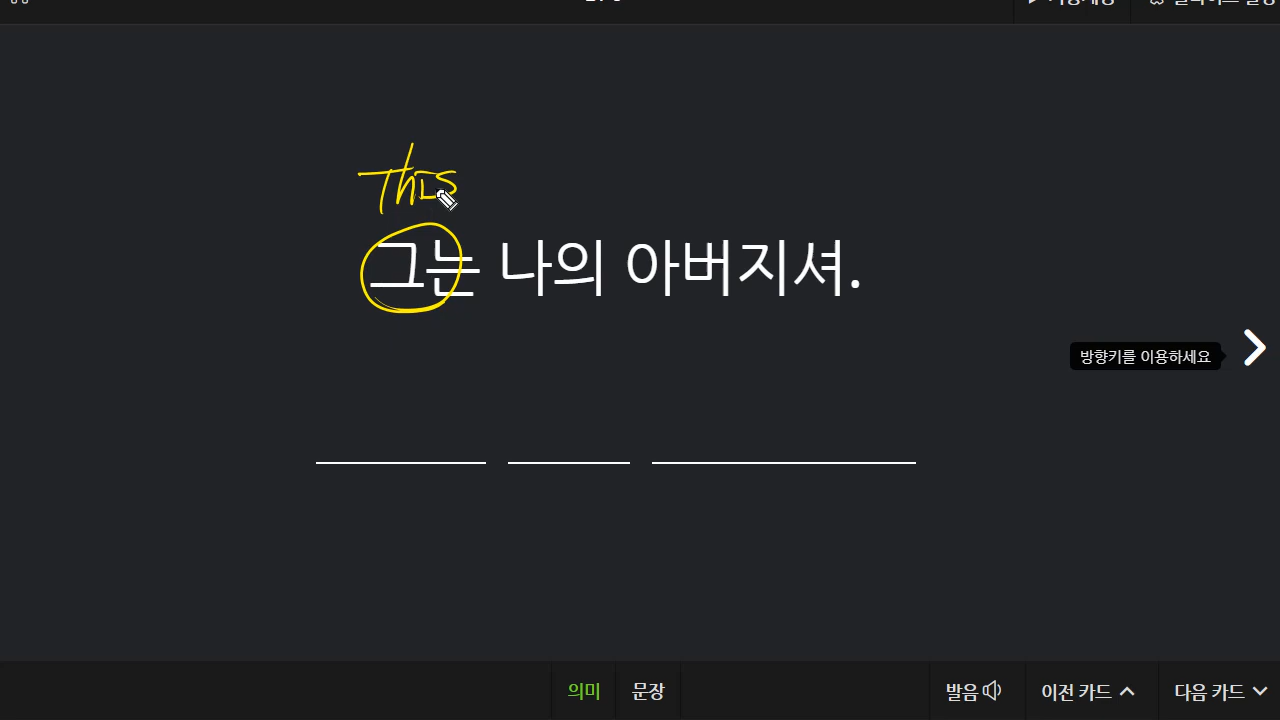 This
그는 나의 아버지셔.
방향키를 이용하세요
의미 문장 발음 이전 카드 다음 카드